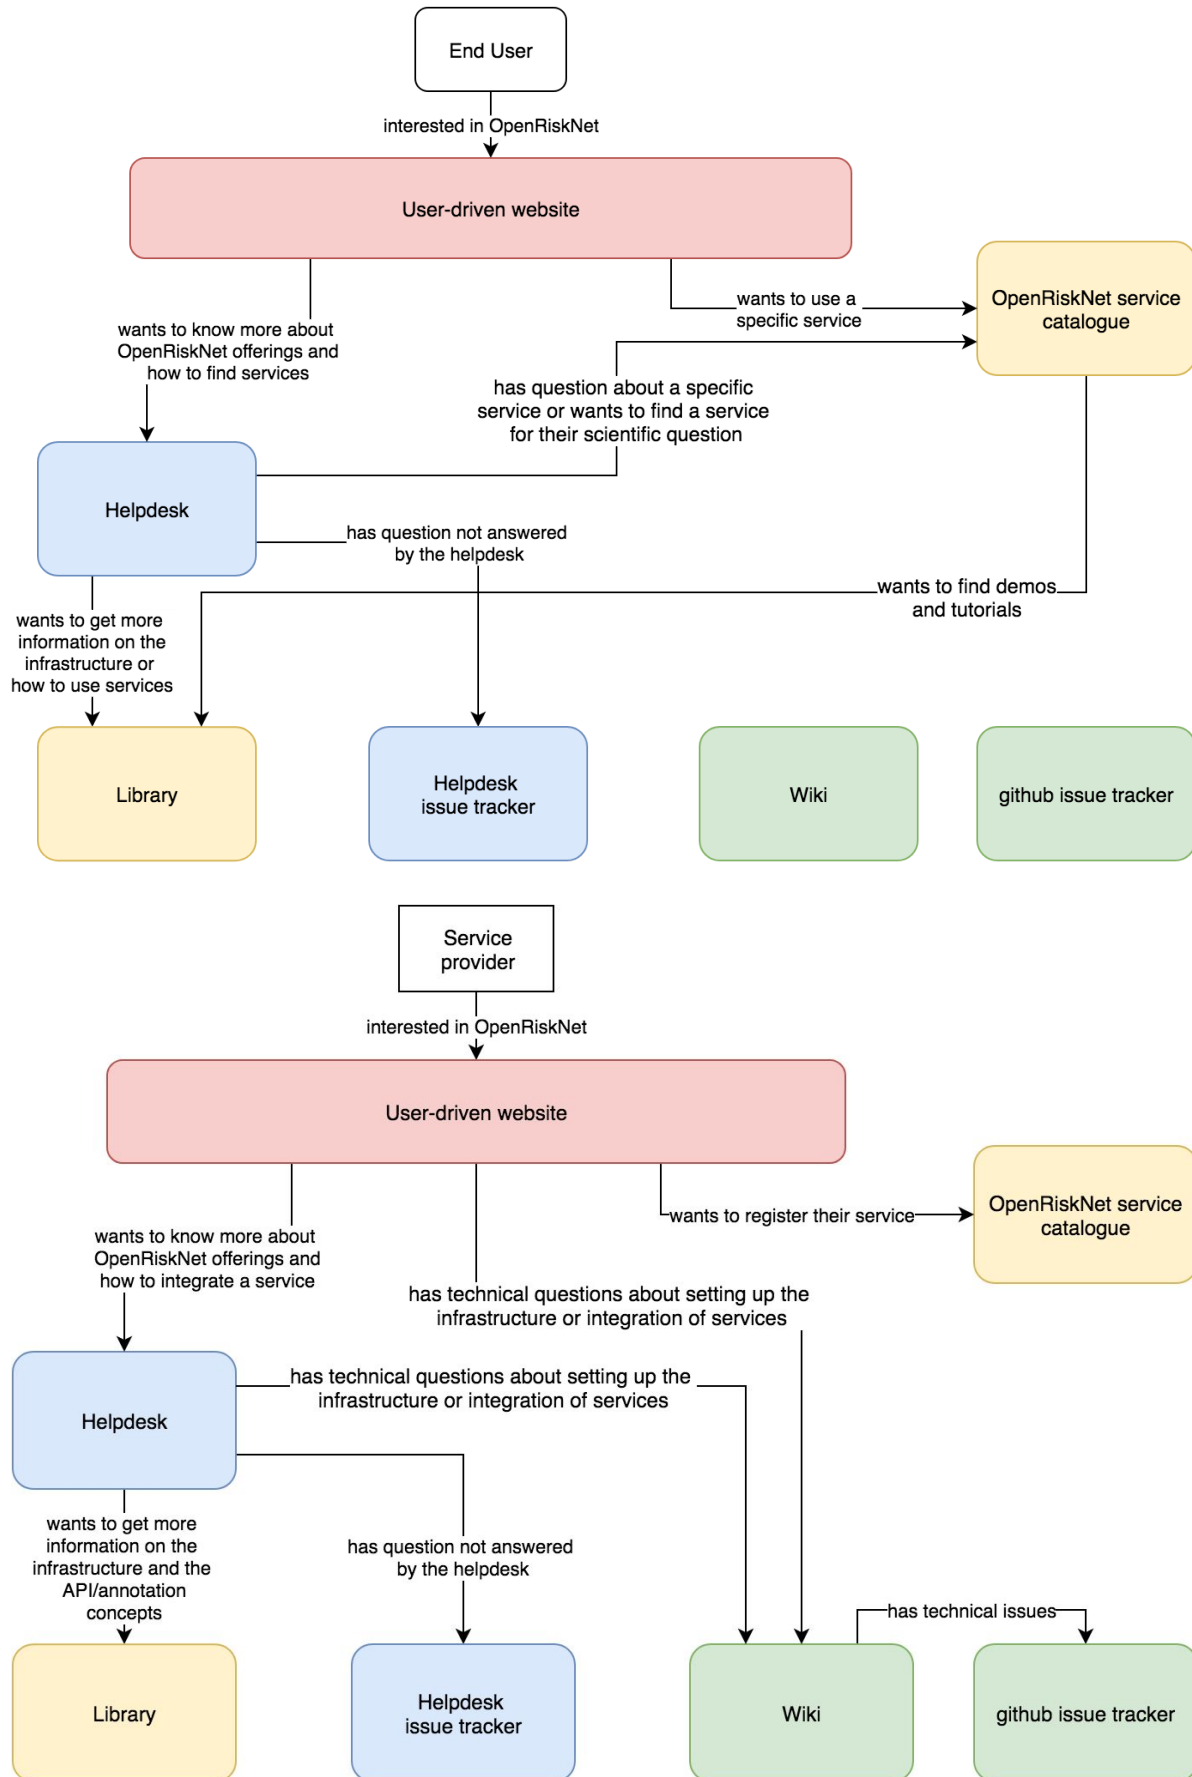 End User
interested in OpenRiskNet
User-driven website
OpenRiskNet service
catalogue
wants to use a
specific service
wants to know more about
OpenRiskNet offerings and
how to find services
has question about a specific
service or wants to find a service
for their scientific question
Helpdesk
has question not answered
by the helpdesk
wants to find demos
and tutorials
wants to get more
information on the
infrastructure or
how to use services
Library
Helpdesk
issue tracker
Wiki
github issue tracker
Service
provider
interested in OpenRiskNet
User-driven website
OpenRiskNet service
catalogue
wants to register their service
wants to know more about
OpenRiskNet offerings and
how to integrate a service
has technical questions about setting up the
infrastructure or integration of services
has technical questions about setting up the
infrastructure or integration of services
Helpdesk
wants to get more
information on the
infrastructure and the
API/annotation
concepts
has question not answered
by the helpdesk
has technical issues
Library
Helpdesk
issue tracker
Wiki
github issue tracker